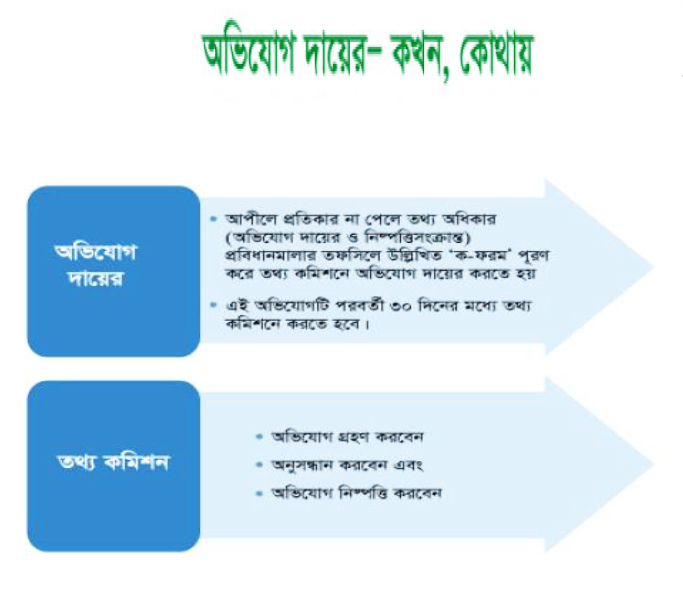 অভিযোগ দায়ের- কখন, কোথায়
অভিযোগ
দায়ের
• আপীলে প্রতিকার না পেলে তথ্য অধিকার
(অভিযোগ দায়ের ও নিষ্পত্তিসংক্রান্ত)
প্রবিধানমালার তফসিলে উল্লিখিত ‘ক-ফরম’ পূরণ
করে তথ্য কমিশনে অভিযোগ দায়ের করতে হয়
• এই অভিযোগটি পরবর্তী ৩০ দিনের মধ্যে তথ্য
কমিশনে করতে হবে।
তথ্য কমিশন
• অভিযোগ গ্রহণ করবেন
• অনুসন্ধান করবেন এবং
• অভিযোগ নিষ্পত্তি করবেন